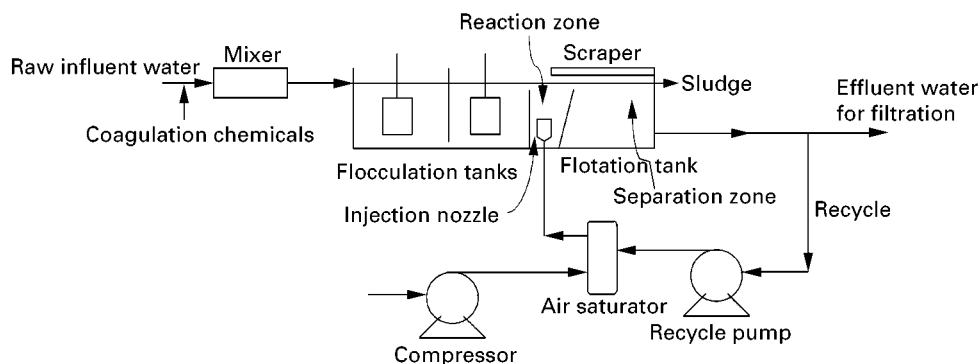 Reaction zone
Scraper
Mixer
Raw influent water
Sludge
Effluent water
for filtration
Coagulation chemicals
Flocculation tanks
Flotation tank
Separation zone
Injection nozzle
Recycle
Air saturator
Recycle pump
Compressor